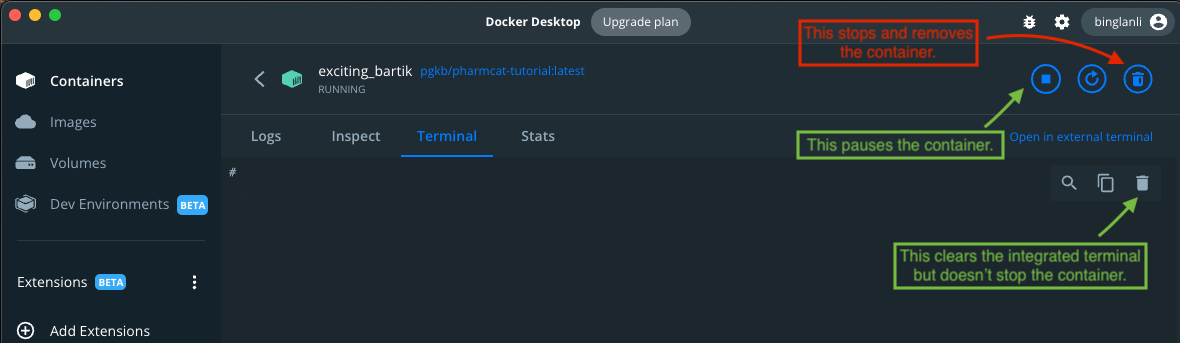 Docker Desktop
Upgrade plan
binglanli
This stops and removes
the container.
Containers
Images
Volumes
Dev Environments BETA
Extensions BETA
Add Extensions
exciting_bartik pgkb/pharmcat-tutorial:latest
RUNNING
Logs Inspect Terminal Stats
This pauses the container.
Open in external terminal
#
This clears the integrated terminal
but doesn't stop the container.